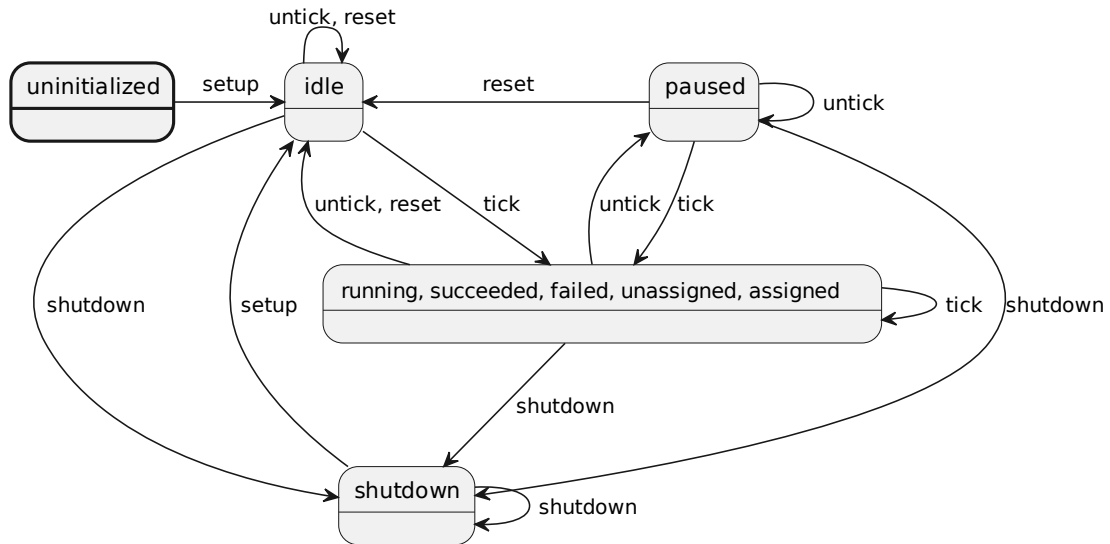 untick, reset
uninitialized
setup
idle
reset
paused
untick
untick, reset
tick
untick
tick
running, succeeded, failed, unassigned, assigned
tick
shutdown
setup
shutdown
shutdown
shutdown
shutdown